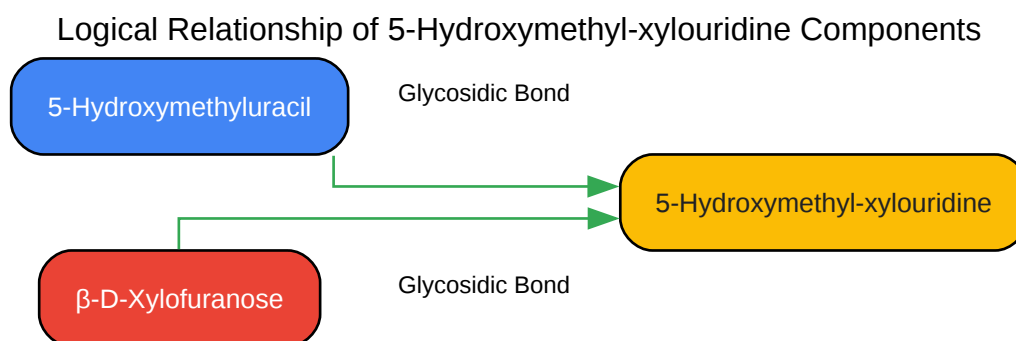 Logical Relationship of 5-Hydroxymethyl-xylouridine Components
5-Hydroxymethyluracil
Glycosidic Bond
5-Hydroxymethyl-xylouridine
β-D-Xylofuranose
Glycosidic Bond